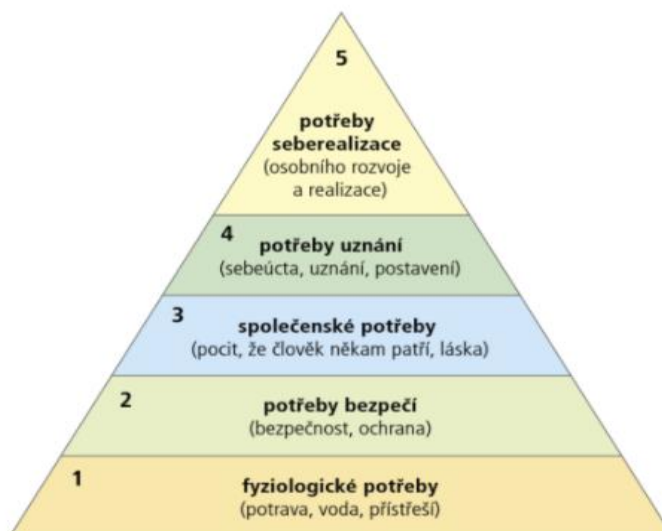 5
potřeby
seberealizace
(osobního rozvoje
a realizace)
4
potřeby uznání
(sebeúcta, uznání, postavení)
3
společenské potřeby
(pocit, že člověk někam patří, láska)
2
potřeby bezpečí
(bezpečnost, ochrana)
1
fyziologické potřeby
(potrava, voda, přístřeší)